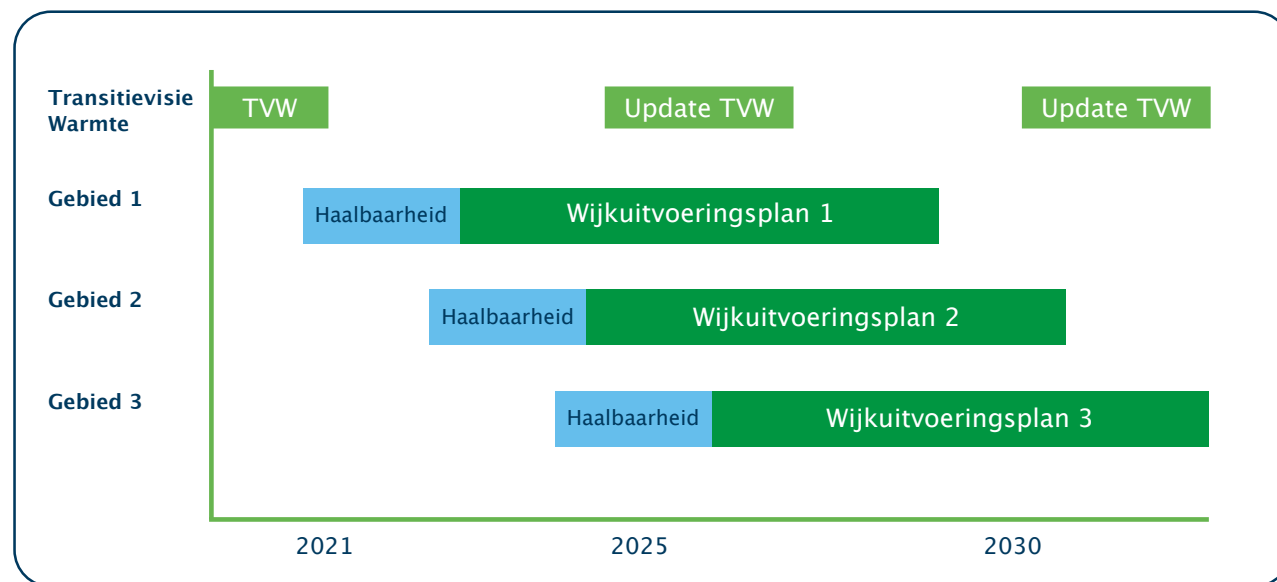 Transitievisie
Warmte
TVW
Update TVW
Update TVW
Gebied 1
Haalbaarheid
Wijkuitvoeringsplan 1
Gebied 2
Haalbaarheid
Wijkuitvoeringsplan 2
Gebied 3
Haalbaarheid
Wijkuitvoeringsplan 3
2021
2025
2030